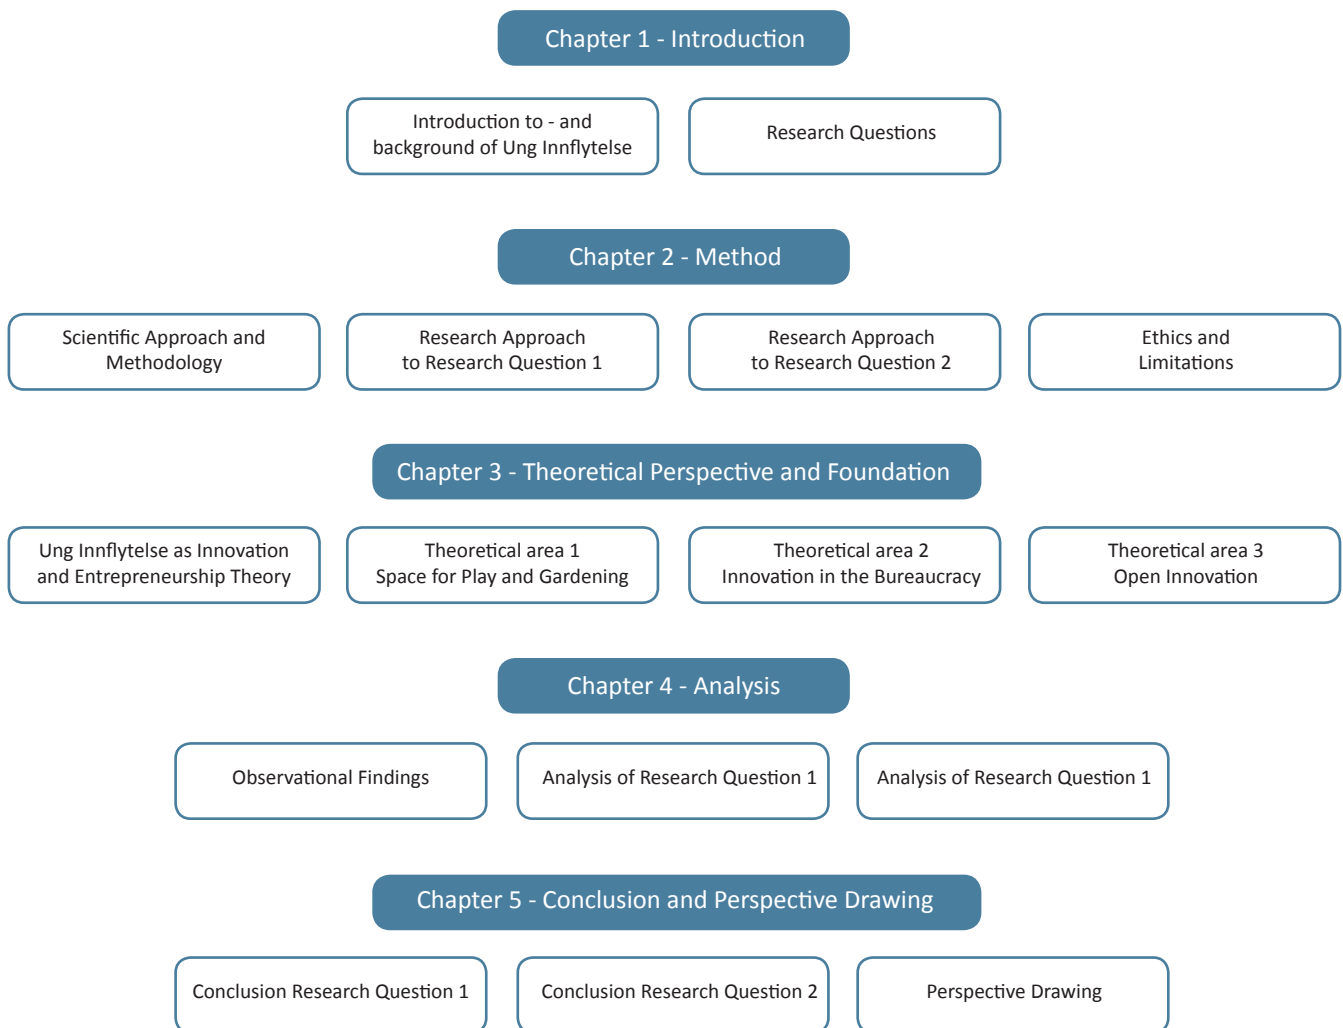 Chapter 1 - Introduction
Introduction to - and
background of Ung Innflytelse
Research Questions
Chapter 2 - Method
Scientific Approach and
Methodology
Research Approach
to Research Question 1
Research Approach
to Research Question 2
Ethics and
Limitations
Chapter 3 - Theoretical Perspective and Foundation
Ung Innflytelse as Innovation
and Entrepreneurship Theory
Theoretical area 1
Space for Play and Gardening
Theoretical area 2
Innovation in the Bureaucracy
Theoretical area 3
Open Innovation
Chapter 4 - Analysis
Observational Findings
Analysis of Research Question 1
Analysis of Research Question 1
Chapter 5 - Conclusion and Perspective Drawing
Conclusion Research Question 1
Conclusion Research Question 2
Perspective Drawing